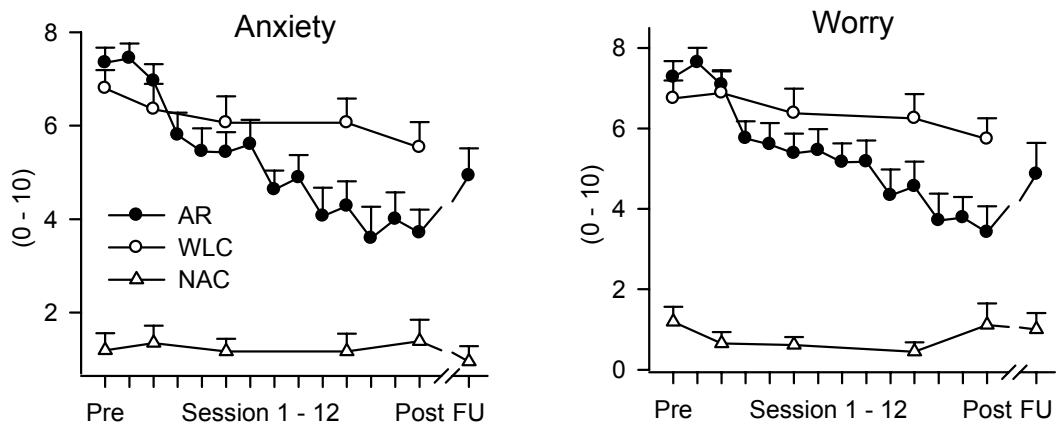 Anxiety
8
6
4
2
(0 - 10)
AR
WLC
NAC
Pre Session 1 - 12 Post FU
Worry
8
6
4
2
0
(0 - 10)
Pre Session 1 - 12 Post FU